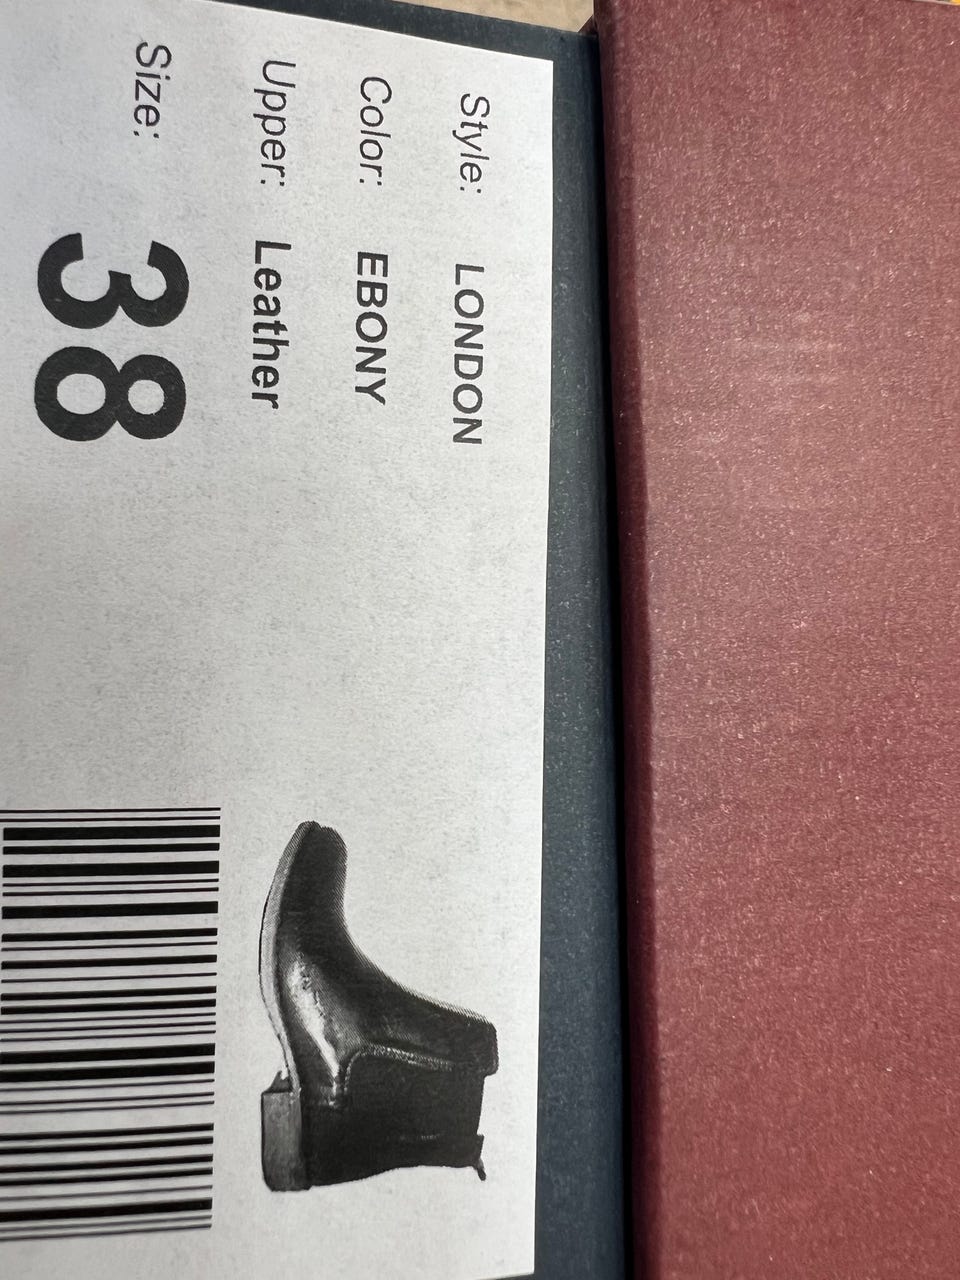 Style: LONDON
Color: EBONY
Upper: Leather
Size: 38